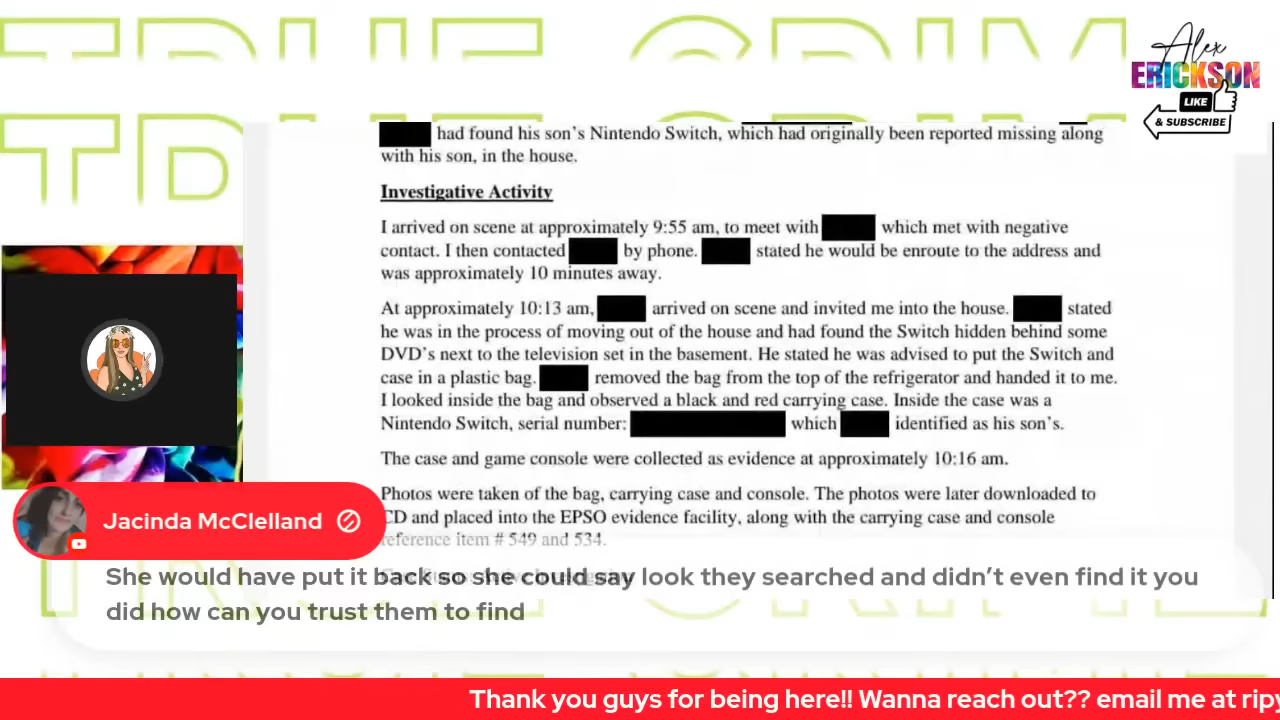 TRUE CRIM
Alex
ERICKSON
LIKE
& SUBSCRIBE
had found his son's Nintendo Switch, which had originally been reported missing along
with his son, in the house.
Investigative Activity
I arrived on scene at approximately 9:55 am, to meet with which met with negative
contact. I then contacted by phone. stated he would be enroute to the address and
was approximately 10 minutes away.
At approximately 10:13 am, arrived on scene and invited me into the house. stated
he was in the process of moving out of the house and had found the Switch hidden behind some
DVD's next to the television set in the basement. He stated he was advised to put the Switch and
case in a plastic bag. removed the bag from the top of the refrigerator and handed it to me.
I looked inside the bag and observed a black and red carrying case. Inside the case was a
Nintendo Switch, serial number: which identified as his son's.
The case and game console were collected as evidence at approximately 10:16 am.
Photos were taken of the bag, carrying case and console. The photos were later downloaded to
CD and placed into the EPSO evidence facility, along with the carrying case and console
reference item # 549 and 534.
Jacinda McClelland
She would have put it back so she could say look they searched and didn't even find it you
did how can you trust them to find
Thank you guys for being here!! Wanna reach out?? email me at ripy